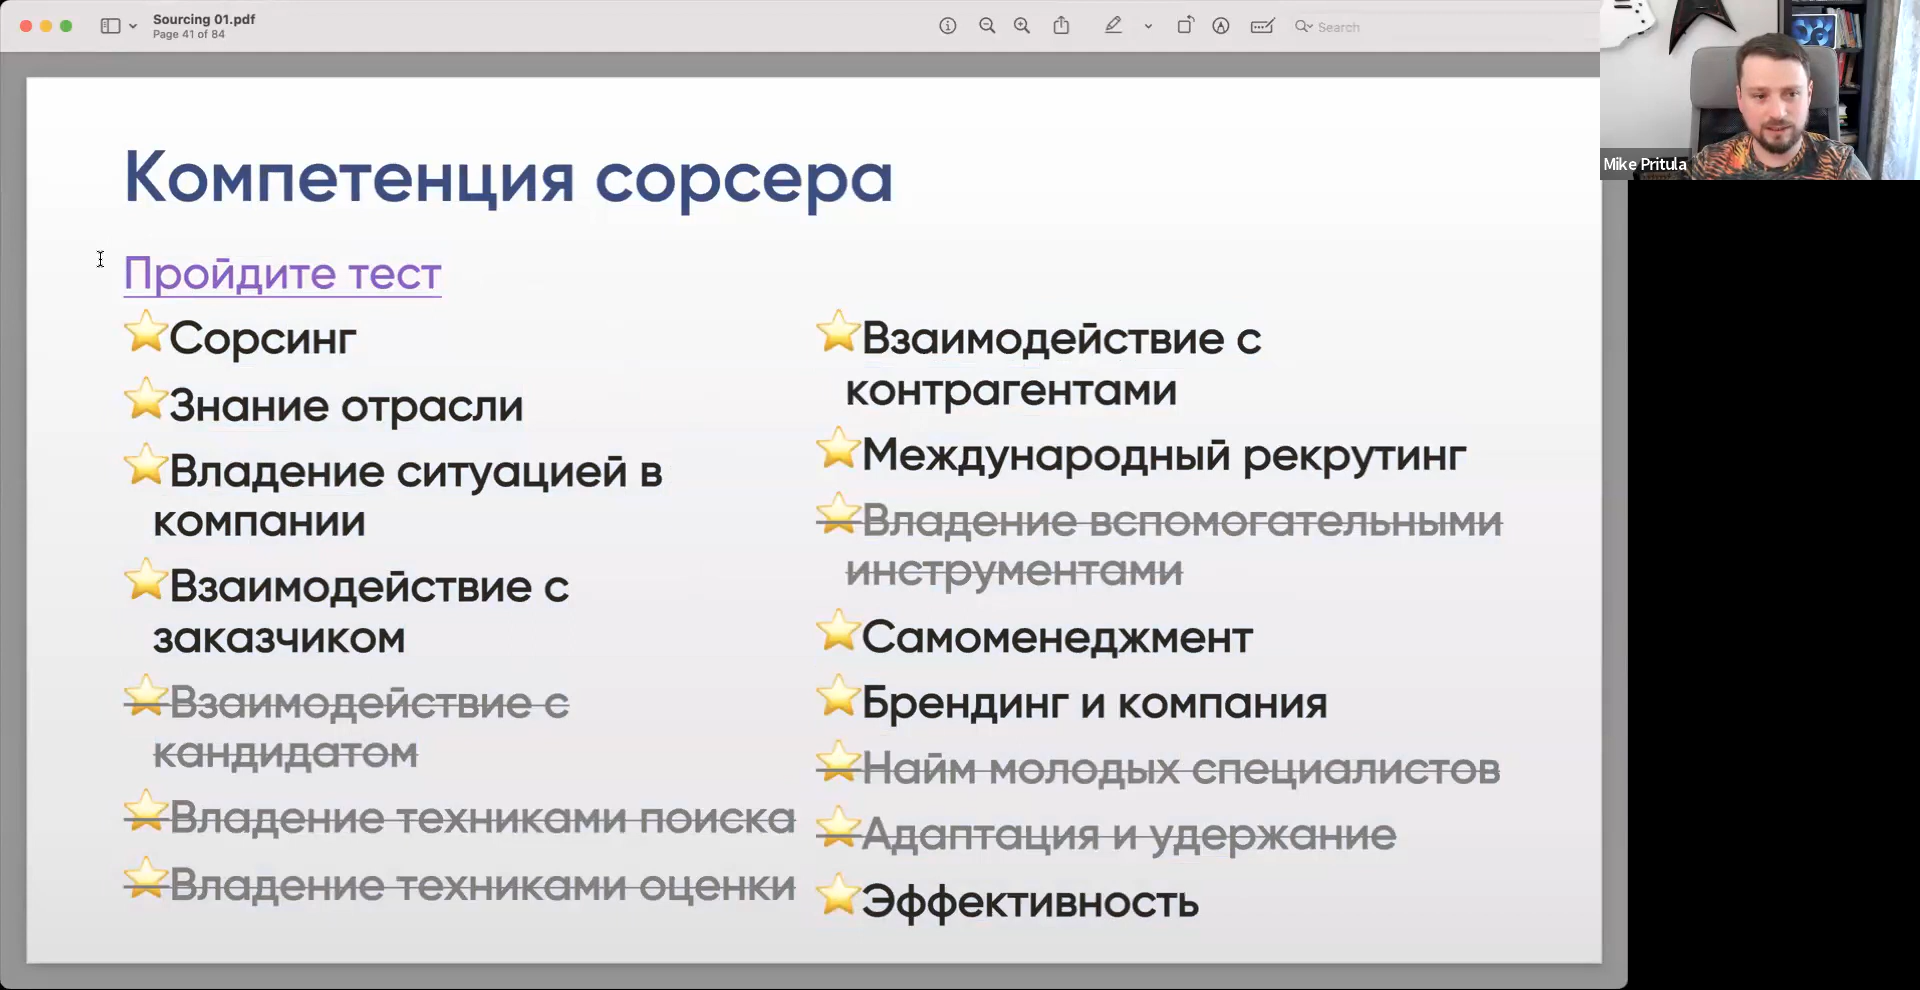 Sourcing 01.pdf
Page 41 of 84
Search
Mike Pritula
Компетенция сорсера
Пройдите тест
Сорсинг
Знание отрасли
Владение ситуацией в
компании
Взаимодействие с
заказчиком
Взаимодействие с
кандидатом
Владение техниками поиска
Владение техниками оценки
Взаимодействие с
контрагентами
Международный рекрутинг
Владение вспомогательными
инструментами
Самоменеджмент
Брендинг и компания
Найм молодых специалистов
Адаптация и удержание
Эффективность